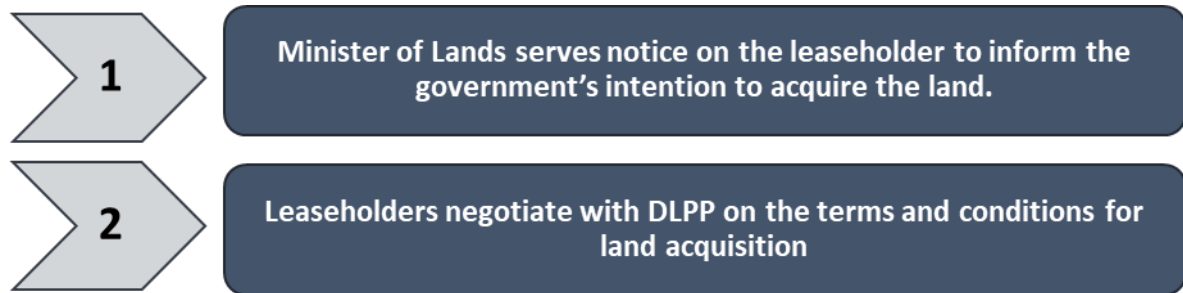 1
Minister of Lands serves notice on the leaseholder to inform the
government’s intention to acquire the land.
2
Leaseholders negotiate with DLPP on the terms and conditions for
land acquisition